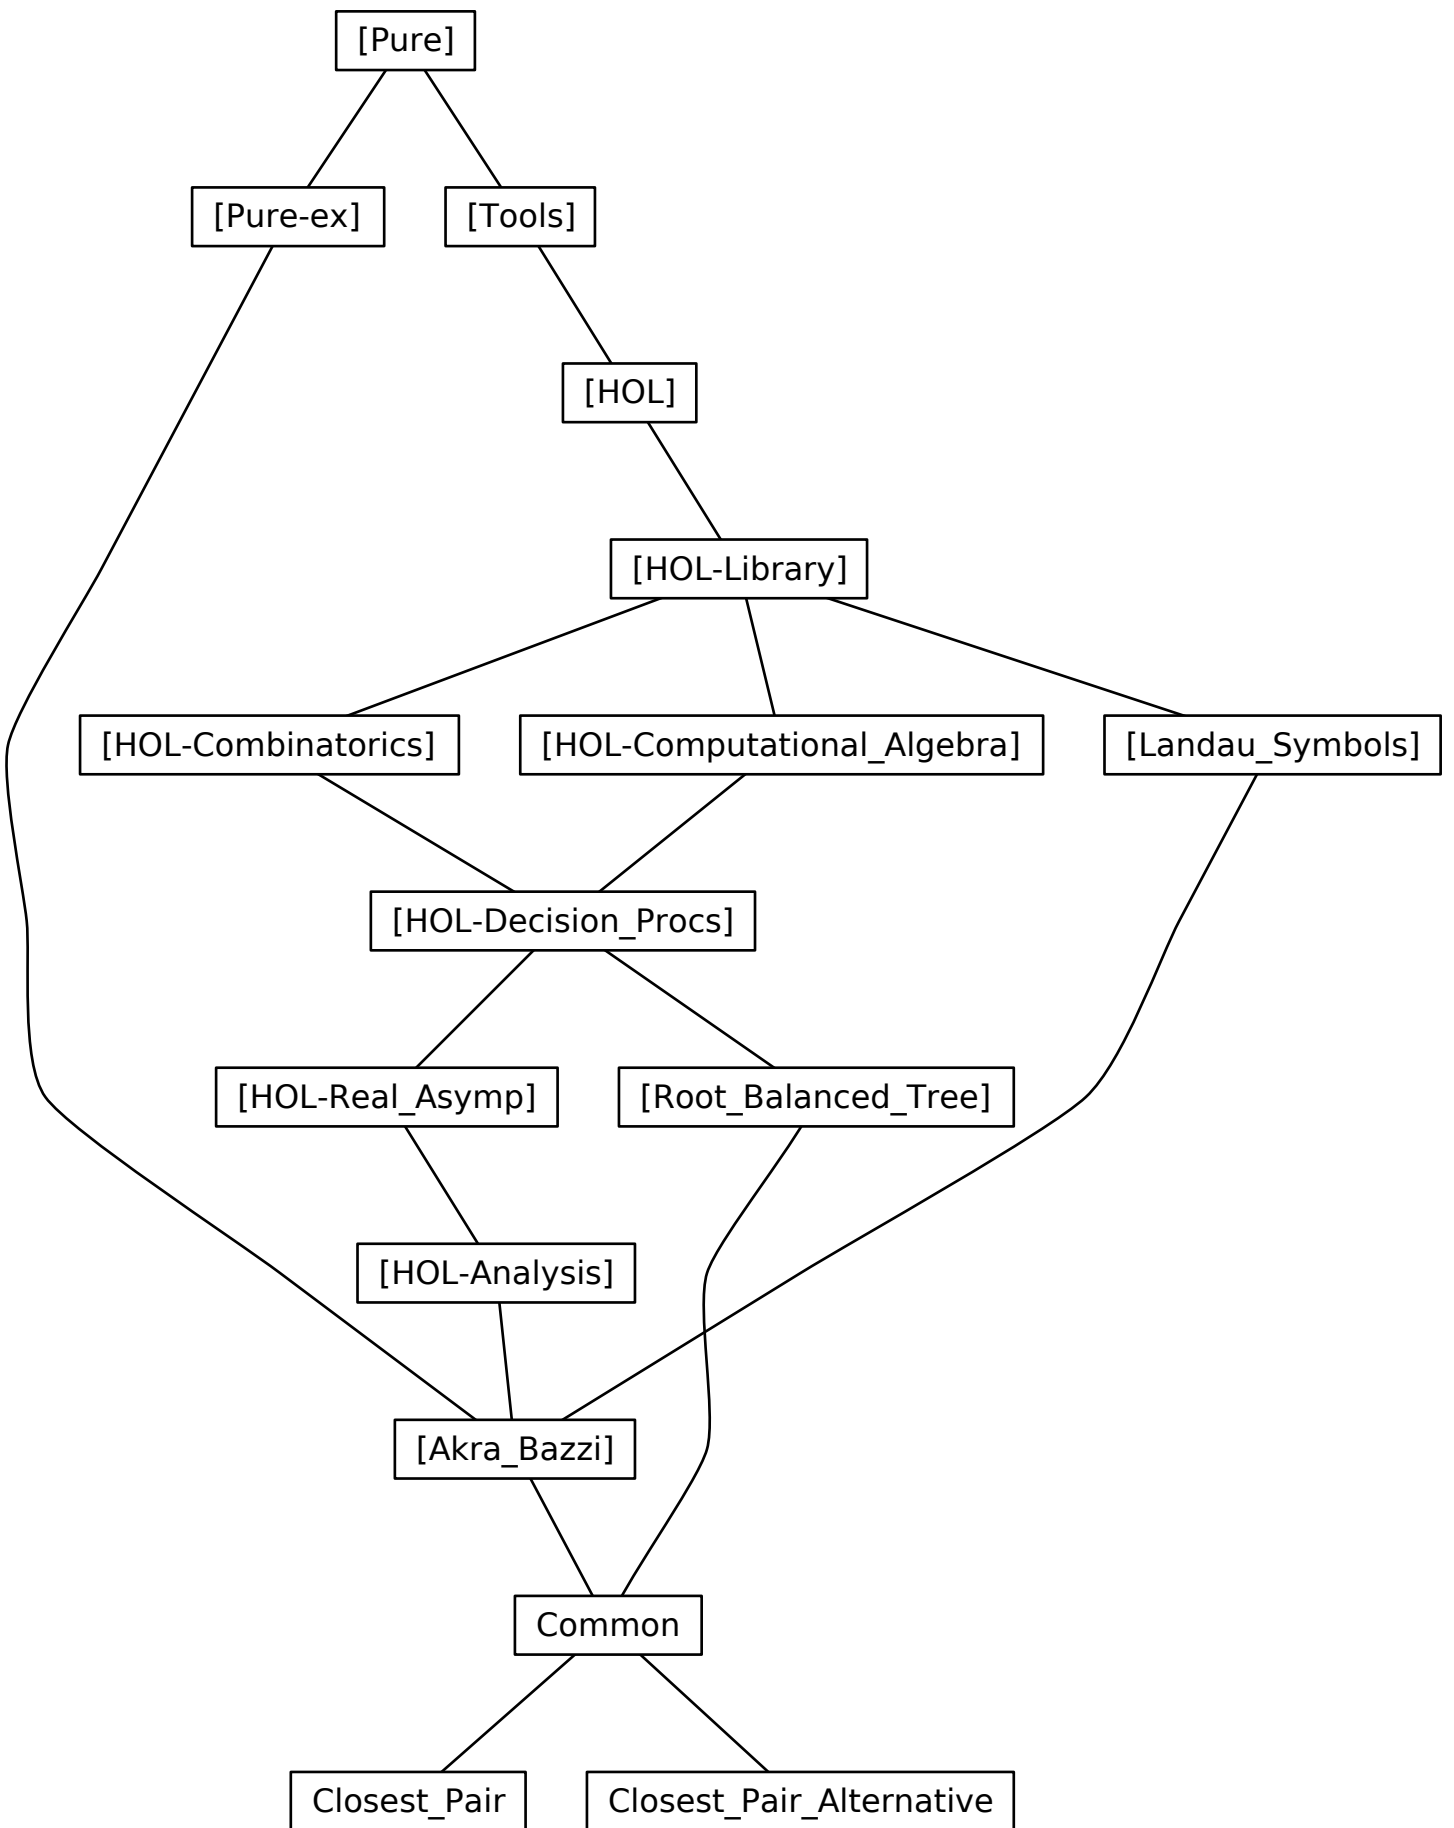 [Pure]
[Pure-ex]
[Tools]
[HOL]
[HOL-Library]
[HOL-Combinatorics]
[HOL-Computational_Algebra]
[Landau_Symbols]
[HOL-Decision_Procs]
[HOL-Real_Asymp]
[Root_Balanced_Tree]
[HOL-Analysis]
[Akra_Bazzi]
Common
Closest_Pair
Closest_Pair_Alternative